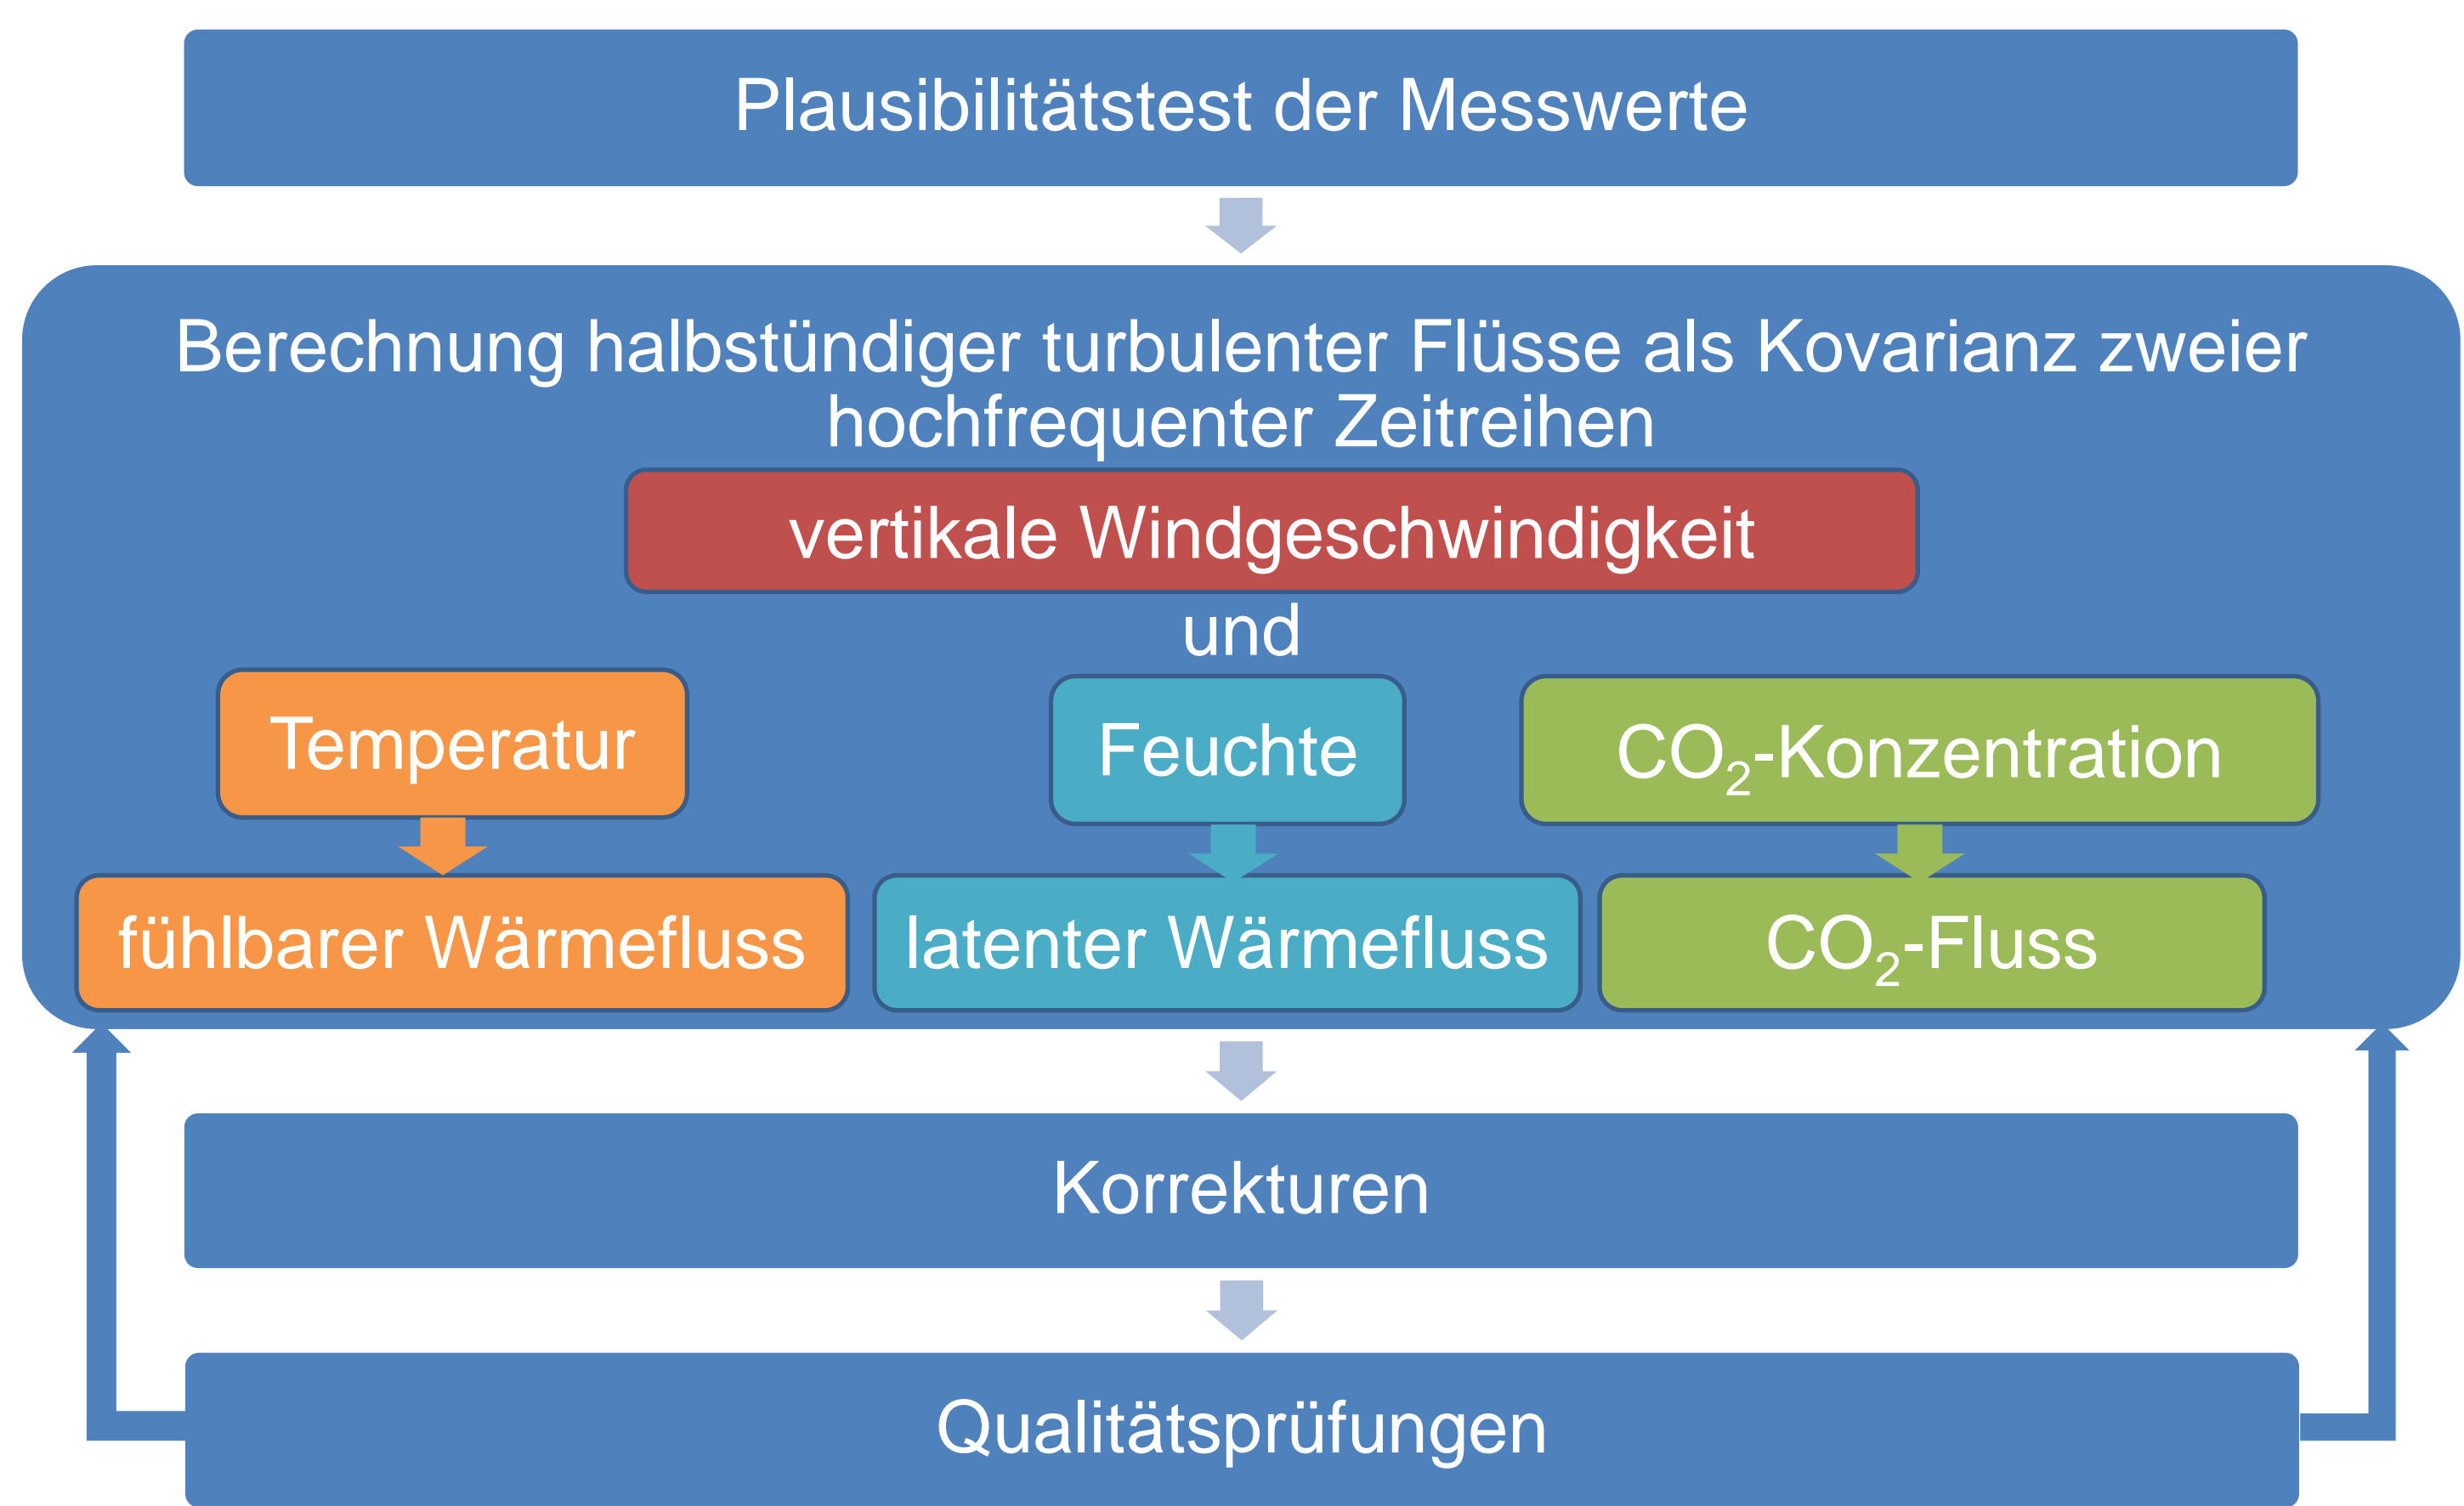 Plausibilitätstest der Messwerte
Berechnung halbstündiger turbulenter Flüsse als Kovarianz zweier
hochfrequenter Zeitreihen
vertikale Windgeschwindigkeit
und
Temperatur
Feuchte
CO₂-Konzentration
fühlbarer Wärmefluss
latenter Wärmefluss
CO₂-Fluss
Korrekturen
Qualitätsprüfungen